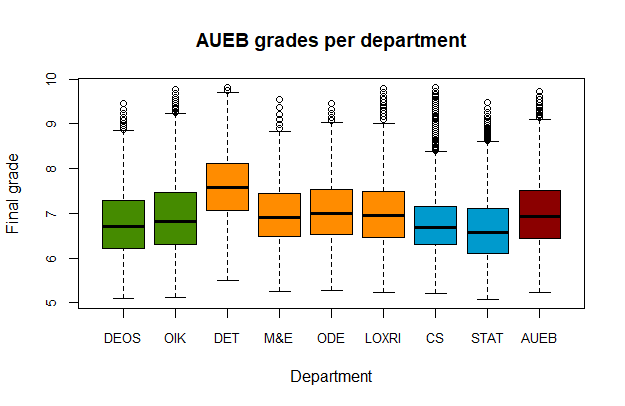 AUEB grades per department
Final grade
10
9
8
7
6
5
DEOS OIK DET M&E ODE LOXRI CS STAT AUEB
Department